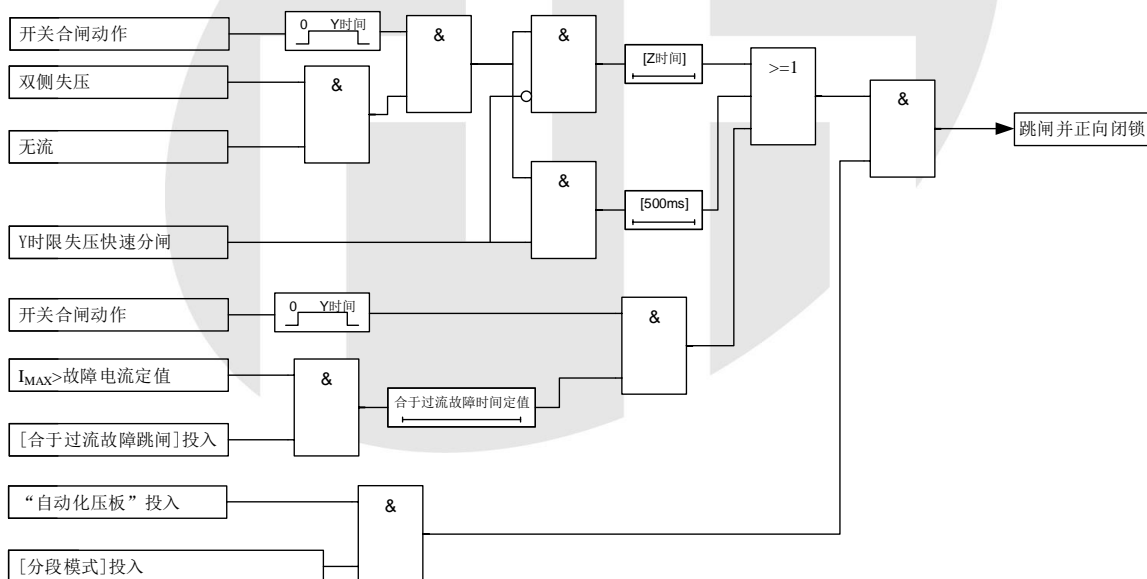 开关合闸动作
0 Y时间
&
&
[Z时间]
>=1
双侧失压
&
&
跳闸并正向闭锁
无流
&
[500ms]
Y时限失压快速分闸
开关合闸动作
0 Y时间
&
I_MAX>故障电流定值
&
合于过流故障时间定值
[合于过流故障跳闸]投入
“自动化压板”投入
&
[分段模式]投入